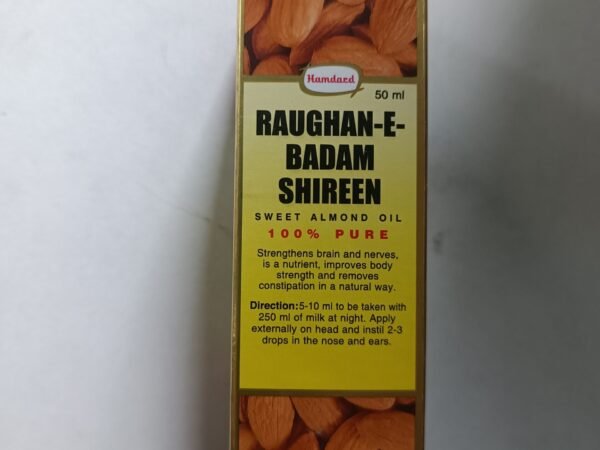 Hamdard
50 ml
RAUGHAN-E-
BADAM
SHIREEN
SWEET ALMOND OIL
100% PURE
Strengthens brain and nerves,
is a nutrient, improves body
strength and removes
constipation in a natural way.
Direction:5-10 ml to be taken with
250 ml of milk at night. Apply
externally on head and instil 2-3
drops in the nose and ears.